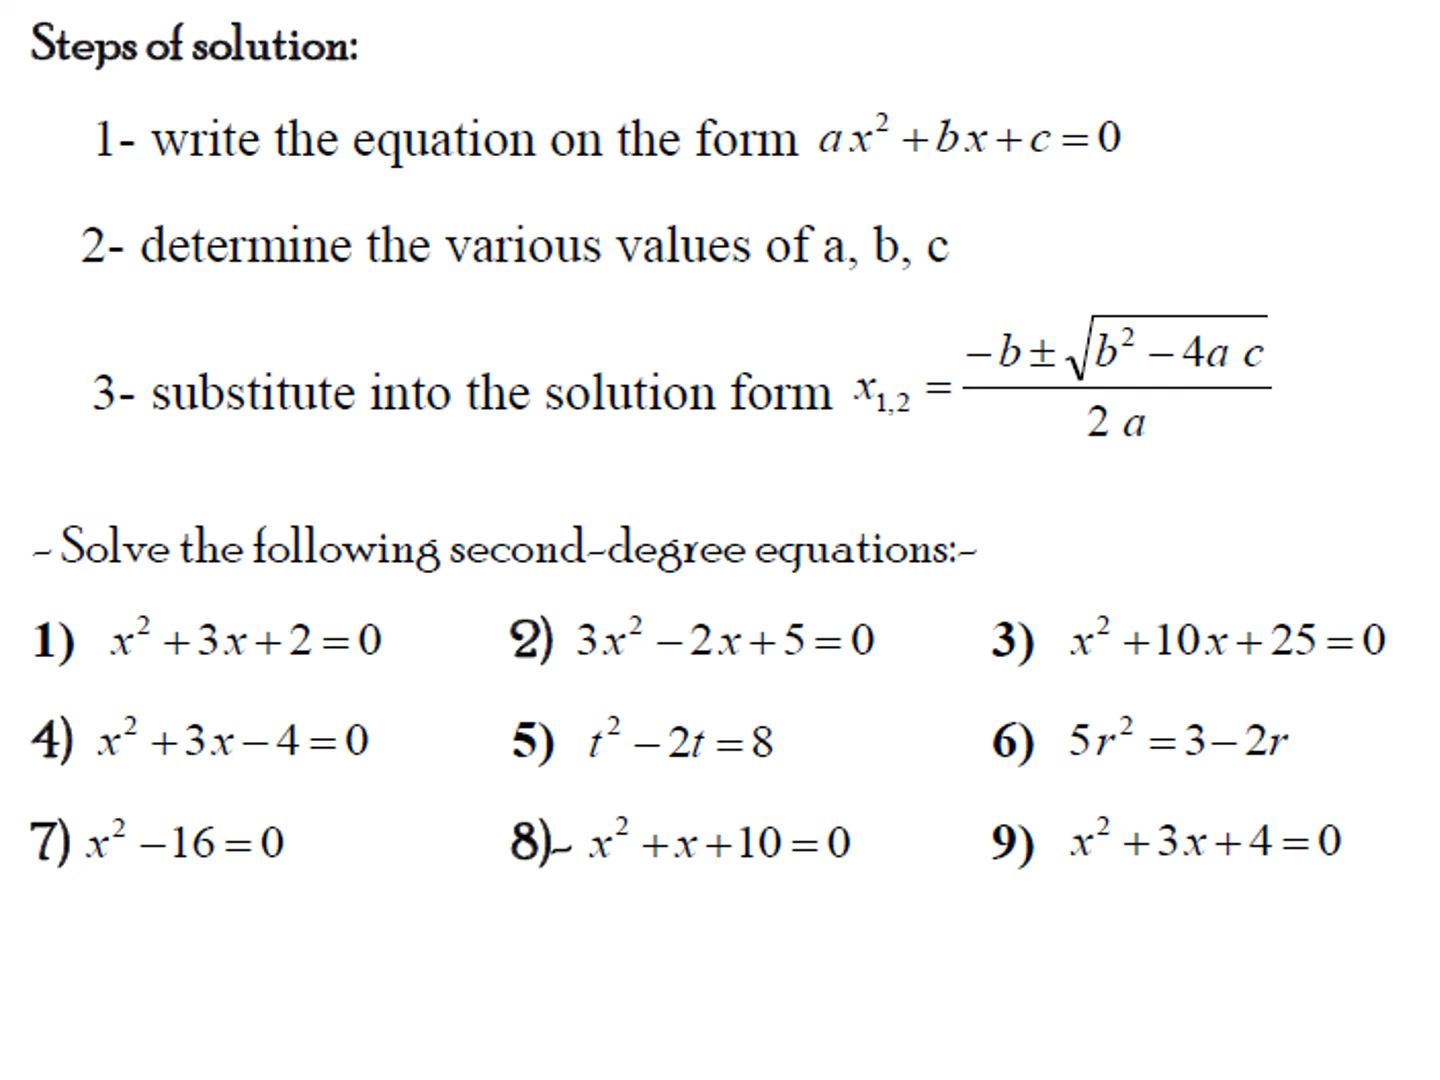 Steps of solution:
1- write the equation on the form ax² + bx + c = 0
2- determine the various values of a, b, c
3- substitute into the solution form x₁,₂ = (−b ± √(b² − 4a c)) / (2 a)
- Solve the following second-degree equations:-
1) x² + 3x + 2 = 0 2) 3x² − 2x + 5 = 0 3) x² + 10x + 25 = 0
4) x² + 3x − 4 = 0 5) t² − 2t = 8 6) 5r² = 3 − 2r
7) x² − 16 = 0 8)- x² + x + 10 = 0 9) x² + 3x + 4 = 0